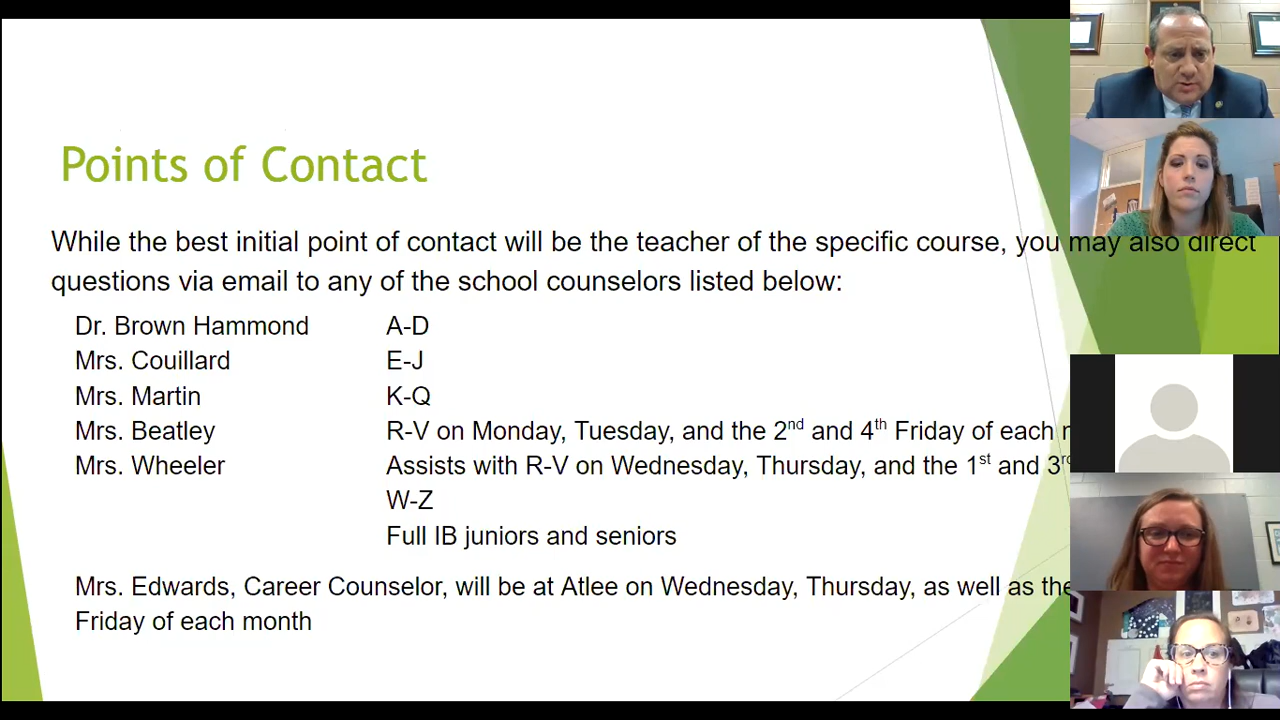 Points of Contact
While the best initial point of contact will be the teacher of the specific course, you may also direct
questions via email to any of the school counselors listed below:
Dr. Brown Hammond A-D
Mrs. Couillard E-J
Mrs. Martin K-Q
Mrs. Beatley R-V on Monday, Tuesday, and the 2nd and 4th Friday of each
Mrs. Wheeler Assists with R-V on Wednesday, Thursday, and the 1st and 3rd
W-Z
Full IB juniors and seniors
Mrs. Edwards, Career Counselor, will be at Atlee on Wednesday, Thursday, as well as the
Friday of each month